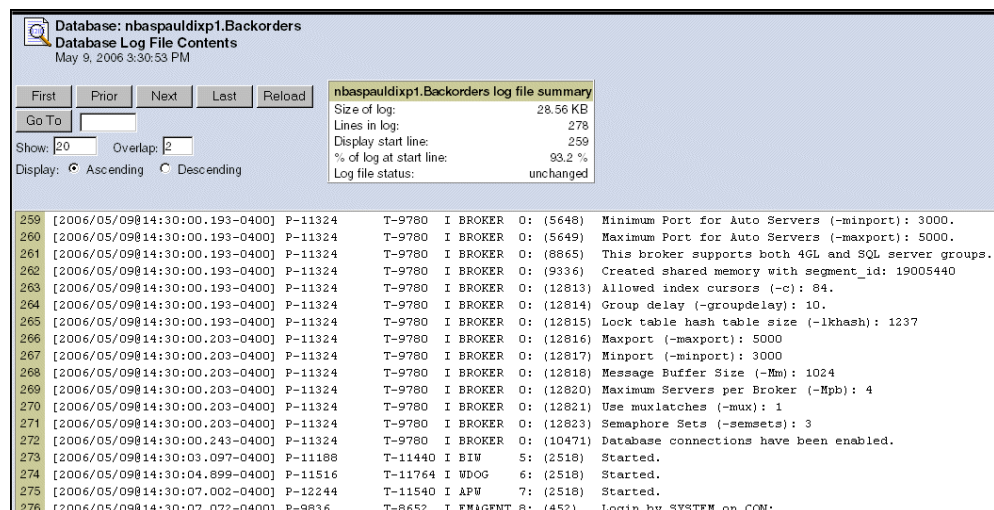 Database: nbaspauldixp1.Backorders
Database Log File Contents
May 9, 2006 3:30:53 PM
First Prior Next Last Reload
Go To
Show: 20 Overlap: 2
Display: Ascending Descending
nbaspauldixp1.Backorders log file summary
Size of log: 28.56 KB
Lines in log: 278
Display start line: 259
% of log at start line: 93.2 %
Log file status: unchanged
259 [2006/05/09@14:30:00.193-0400] P-11324 T-9780 I BROKER 0: (5648) Minimum Port for Auto Servers (-minport): 3000.
260 [2006/05/09@14:30:00.193-0400] P-11324 T-9780 I BROKER 0: (5649) Maximum Port for Auto Servers (-maxport): 5000.
261 [2006/05/09@14:30:00.193-0400] P-11324 T-9780 I BROKER 0: (8865) This broker supports both 4GL and SQL server groups.
262 [2006/05/09@14:30:00.193-0400] P-11324 T-9780 I BROKER 0: (9336) Created shared memory with segment_id: 19005440
263 [2006/05/09@14:30:00.193-0400] P-11324 T-9780 I BROKER 0: (12813) Allowed index cursors (-c): 84.
264 [2006/05/09@14:30:00.193-0400] P-11324 T-9780 I BROKER 0: (12814) Group delay (-groupdelay): 10.
265 [2006/05/09@14:30:00.193-0400] P-11324 T-9780 I BROKER 0: (12815) Lock table hash table size (-lkhash): 1237
266 [2006/05/09@14:30:00.203-0400] P-11324 T-9780 I BROKER 0: (12816) Maxport (-maxport): 5000
267 [2006/05/09@14:30:00.203-0400] P-11324 T-9780 I BROKER 0: (12817) Minport (-minport): 3000
268 [2006/05/09@14:30:00.203-0400] P-11324 T-9780 I BROKER 0: (12818) Message Buffer Size (-Mm): 1024
269 [2006/05/09@14:30:00.203-0400] P-11324 T-9780 I BROKER 0: (12820) Maximum Servers per Broker (-Mpb): 4
270 [2006/05/09@14:30:00.203-0400] P-11324 T-9780 I BROKER 0: (12821) Use muxlatches (-mux): 1
271 [2006/05/09@14:30:00.203-0400] P-11324 T-9780 I BROKER 0: (12823) Semaphore Sets (-semsets): 3
272 [2006/05/09@14:30:00.243-0400] P-11324 T-9780 I BROKER 0: (10471) Database connections have been enabled.
273 [2006/05/09@14:30:03.097-0400] P-11188 T-11440 I BIW 5: (2518) Started.
274 [2006/05/09@14:30:04.899-0400] P-11516 T-11764 I WDOG 6: (2518) Started.
275 [2006/05/09@14:30:07.002-0400] P-12244 T-11540 I APW 7: (2518) Started.
276 [2006/05/09@14:30:07.072-0400] P-9836 T-8652 I FMAGENT 8: (452) Login by SYSTEM on CON: